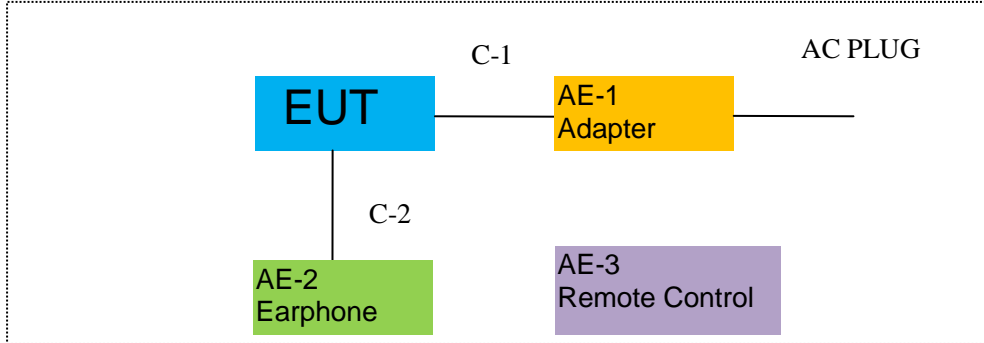 C-1
AC PLUG
EUT
AE-1
Adapter
C-2
AE-2
Earphone
AE-3
Remote Control